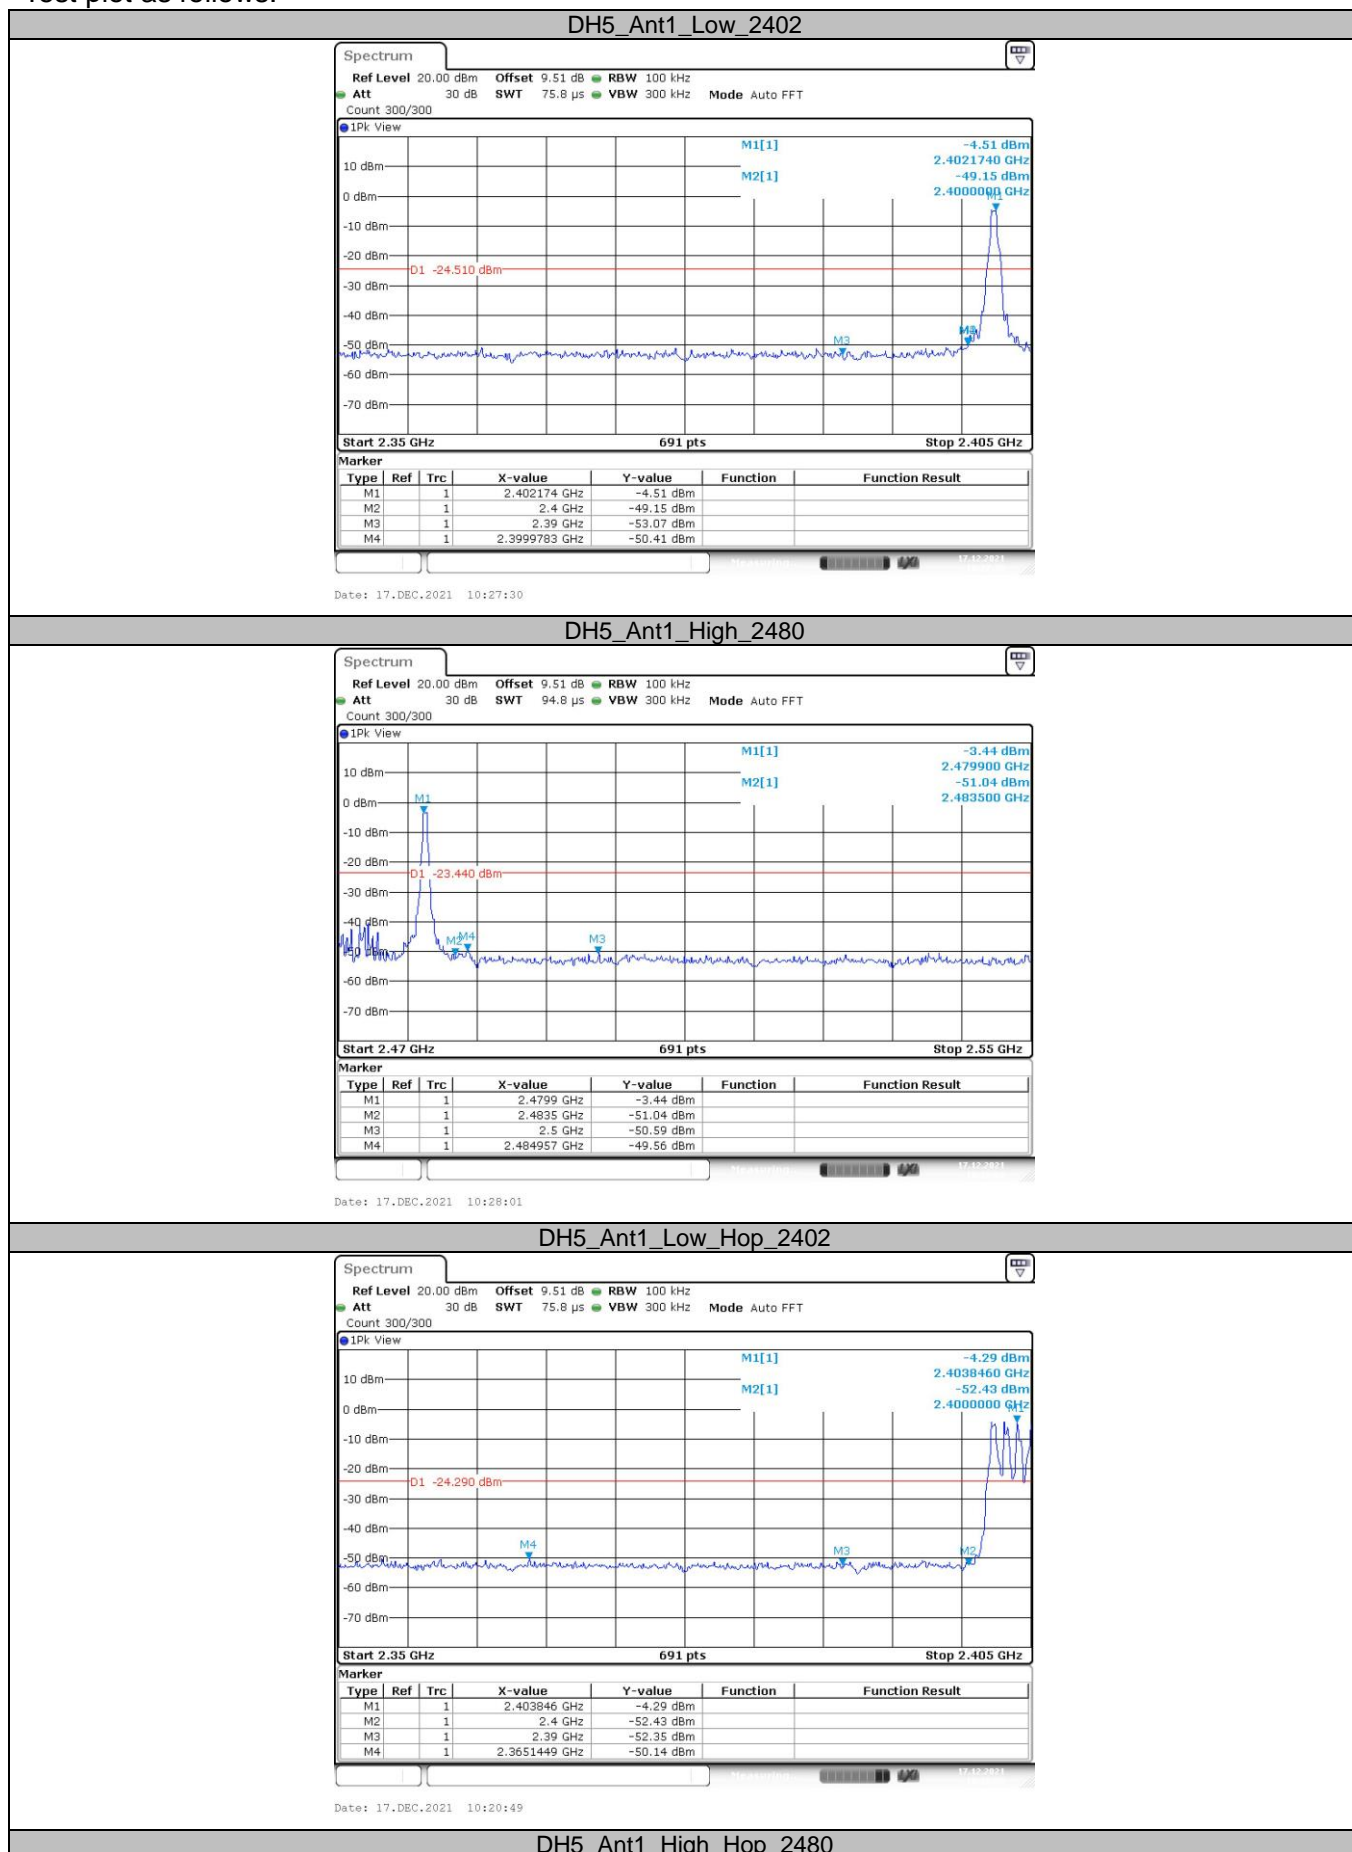 Test plot as follows:
DH5_Ant1_Low_2402
Spectrum
Ref Level 20.00 dBm Offset 9.51 dB RBW 100 kHz
Att 30 dB SWT 75.8 µs VBW 300 kHz Mode Auto FFT
Count 300/300
1Pk View
M1[1] -4.51 dBm
2.4021740 GHz
M2[1] -49.15 dBm
2.4000000 GHz
M1
10 dBm
0 dBm
-10 dBm
-20 dBm
D1 -24.510 dBm
-30 dBm
-40 dBm
M3
-50 dBm
-60 dBm
-70 dBm
Start 2.35 GHz 691 pts Stop 2.405 GHz
Marker
Type Ref Trc X-value Y-value Function Function Result
M1 1 2.402174 GHz -4.51 dBm
M2 1 2.4 GHz -49.15 dBm
M3 1 2.39 GHz -53.07 dBm
M4 1 2.3999783 GHz -50.41 dBm
Measuring 17.12.2021
Date: 17.DEC.2021 10:27:30
DH5_Ant1_High_2480
Spectrum
Ref Level 20.00 dBm Offset 9.51 dB RBW 100 kHz
Att 30 dB SWT 94.8 µs VBW 300 kHz Mode Auto FFT
Count 300/300
1Pk View
M1[1] -3.44 dBm
2.479900 GHz
M2[1] -51.04 dBm
2.483500 GHz
10 dBm
0 dBm
M1
-10 dBm
-20 dBm
D1 -23.440 dBm
-30 dBm
-40 dBm
M2 M4 M3
-50 dBm
-60 dBm
-70 dBm
Start 2.47 GHz 691 pts Stop 2.55 GHz
Marker
Type Ref Trc X-value Y-value Function Function Result
M1 1 2.4799 GHz -3.44 dBm
M2 1 2.4835 GHz -51.04 dBm
M3 1 2.5 GHz -50.59 dBm
M4 1 2.484957 GHz -49.56 dBm
Measuring 17.12.2021
Date: 17.DEC.2021 10:28:01
DH5_Ant1_Low_Hop_2402
Spectrum
Ref Level 20.00 dBm Offset 9.51 dB RBW 100 kHz
Att 30 dB SWT 75.8 µs VBW 300 kHz Mode Auto FFT
Count 300/300
1Pk View
M1[1] -4.29 dBm
2.4038460 GHz
M2[1] -52.43 dBm
2.4000000 GHz
M1
10 dBm
0 dBm
-10 dBm
-20 dBm
D1 -24.290 dBm
-30 dBm
-40 dBm
M4 M3 M2
-50 dBm
-60 dBm
-70 dBm
Start 2.35 GHz 691 pts Stop 2.405 GHz
Marker
Type Ref Trc X-value Y-value Function Function Result
M1 1 2.403846 GHz -4.29 dBm
M2 1 2.4 GHz -52.43 dBm
M3 1 2.39 GHz -52.35 dBm
M4 1 2.3651449 GHz -50.14 dBm
Measuring 17.12.2021
Date: 17.DEC.2021 10:20:49
DH5_Ant1_High_Hop_2480